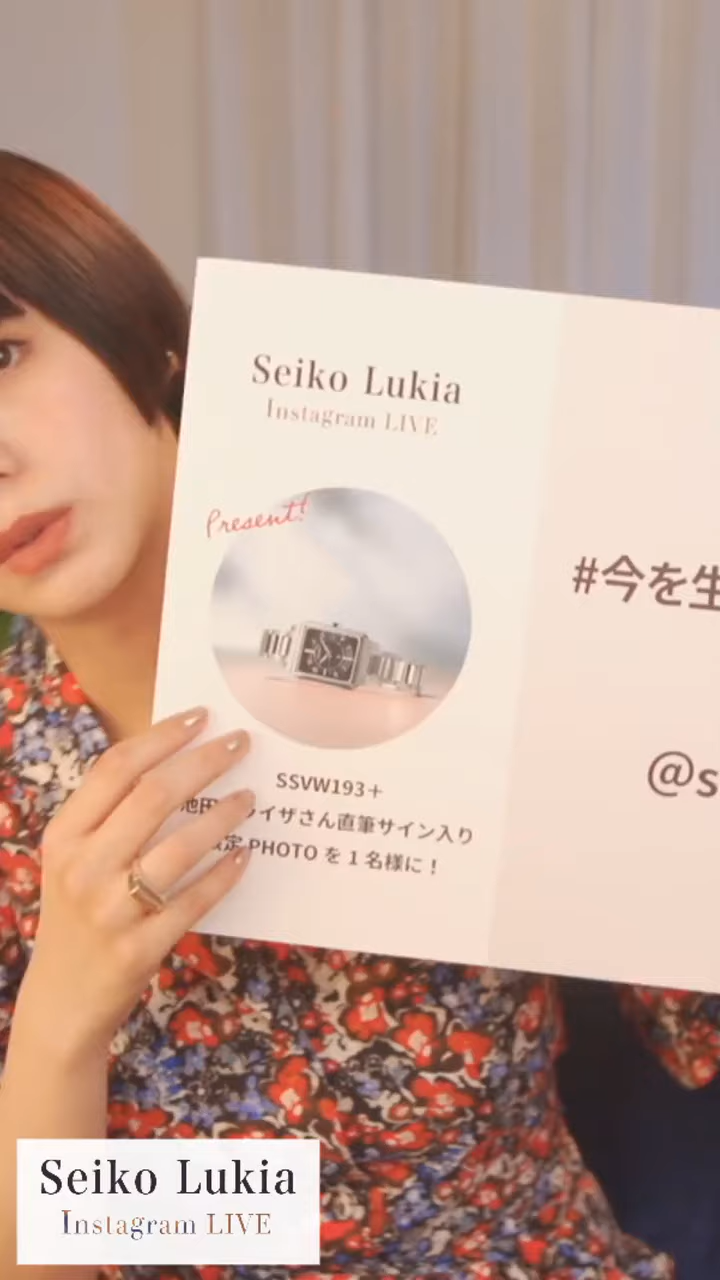 Seiko Lukia
Instagram LIVE
Present!
SSVW193+
池田 イザさん直筆サイン入り
定 PHOTO を 1 名様に！
#今を生
@s
Seiko Lukia
Instagram LIVE